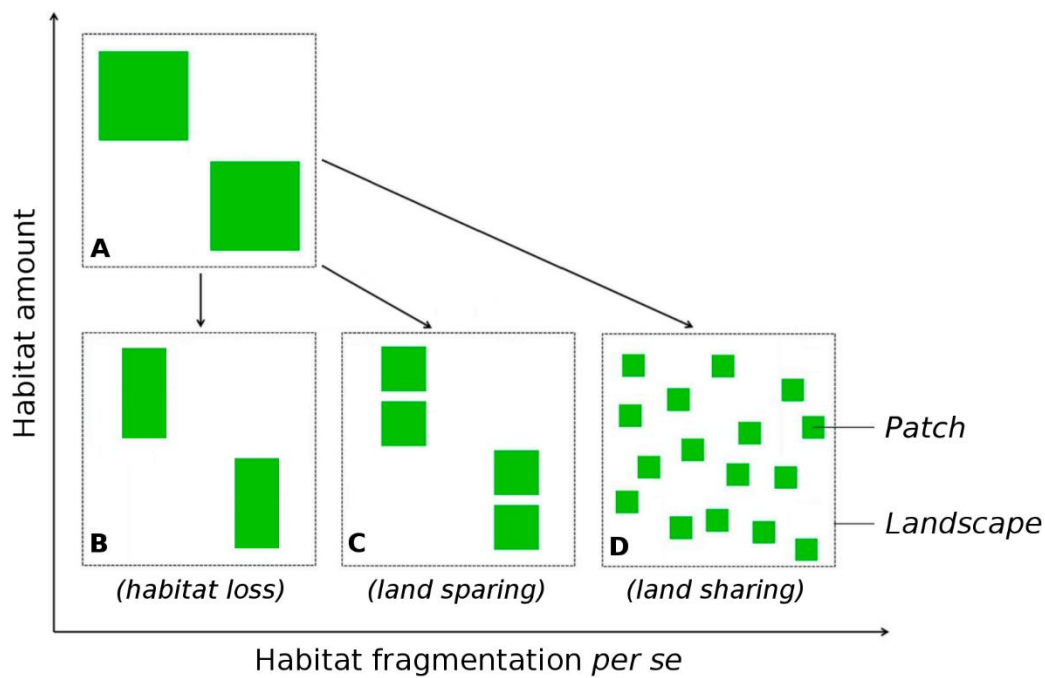 Habitat amount
A
B
C
D
Patch
Landscape
(habitat loss)
(land sparing)
(land sharing)
Habitat fragmentation per se